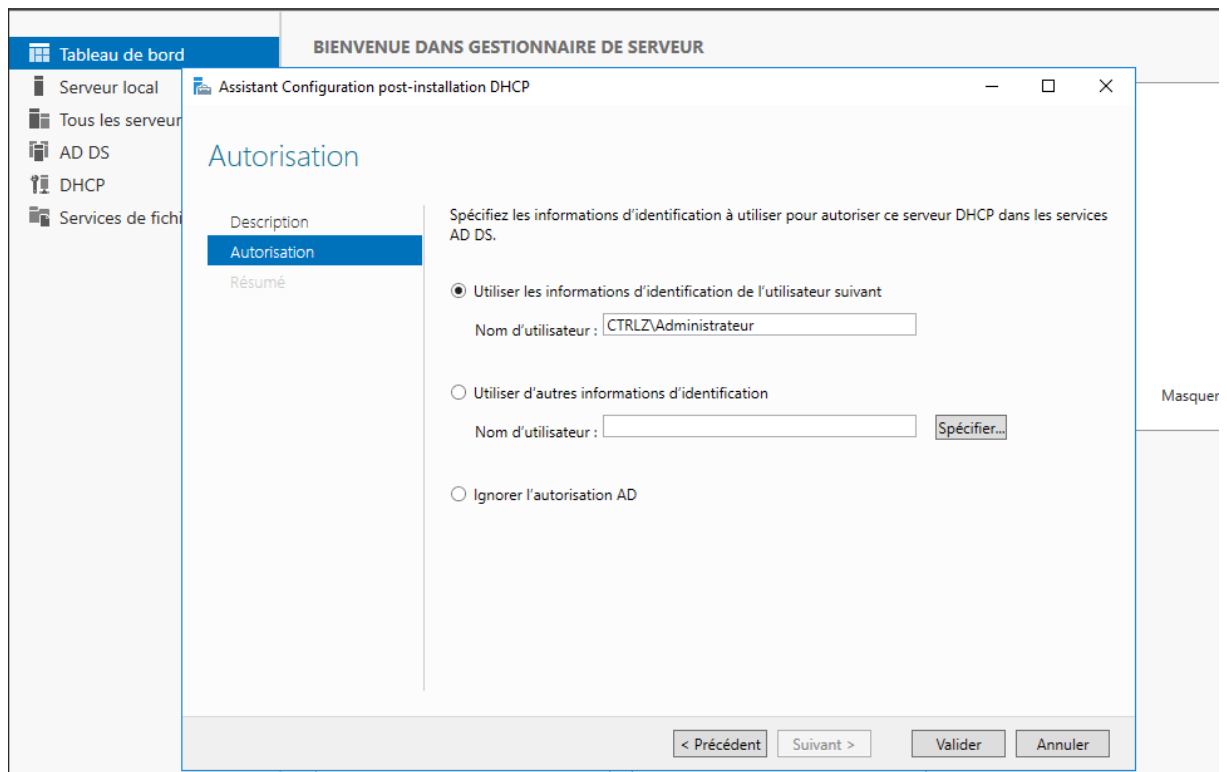 BIENVENUE DANS GESTIONNAIRE DE SERVEUR
Tableau de bord
Serveur local
Tous les serveur
AD DS
DHCP
Services de fichi
Assistant Configuration post-installation DHCP
Autorisation
Description
Autorisation
Résumé
Spécifiez les informations d'identification à utiliser pour autoriser ce serveur DHCP dans les services
AD DS.
Utiliser les informations d'identification de l'utilisateur suivant
Nom d'utilisateur : CTRLZ\Administrateur
Utiliser d'autres informations d'identification
Nom d'utilisateur : Spécifier...
Ignorer l'autorisation AD
Masquer
< Précédent Suivant > Valider Annuler